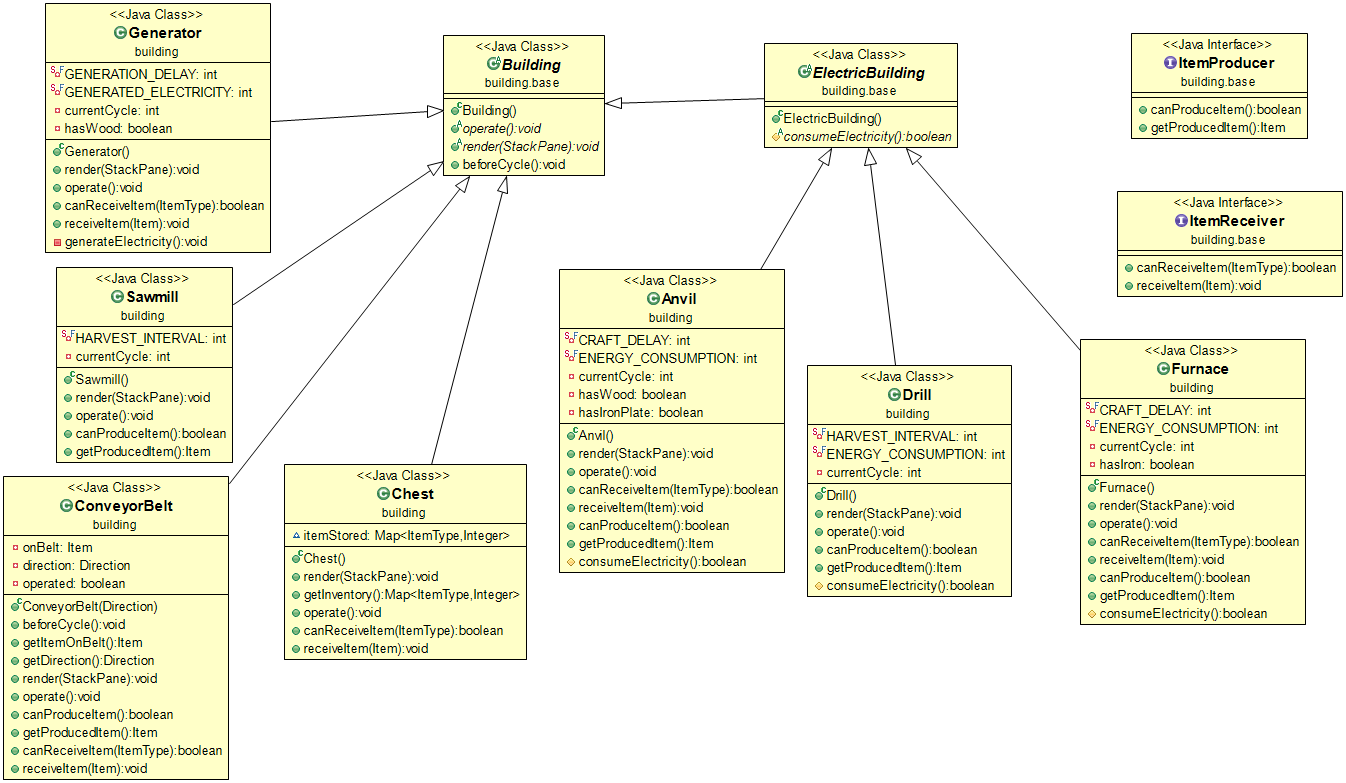 <<Java Class>>
Generator
building
GENERATION_DELAY: int
GENERATED_ELECTRICITY: int
currentCycle: int
hasWood: boolean
Generator()
render(StackPane):void
operate():void
canReceiveItem(ItemType):boolean
receiveItem(Item):void
generateElectricity():void
<<Java Class>>
Building
building.base
Building()
operate():void
render(StackPane):void
beforeCycle():void
<<Java Class>>
ElectricBuilding
building.base
ElectricBuilding()
consumeElectricity():boolean
<<Java Interface>>
ItemProducer
building.base
canProduceItem():boolean
getProducedItem():Item
<<Java Interface>>
ItemReceiver
building.base
canReceiveItem(ItemType):boolean
receiveItem(Item):void
<<Java Class>>
Sawmill
building
HARVEST_INTERVAL: int
currentCycle: int
Sawmill()
render(StackPane):void
operate():void
canProduceItem():boolean
getProducedItem():Item
<<Java Class>>
ConveyorBelt
building
onBelt: Item
direction: Direction
operated: boolean
ConveyorBelt(Direction)
beforeCycle():void
getItemOnBelt():Item
getDirection():Direction
render(StackPane):void
operate():void
canProduceItem():boolean
getProducedItem():Item
canReceiveItem(ItemType):boolean
receiveItem(Item):void
<<Java Class>>
Chest
building
itemStored: Map<ItemType,Integer>
Chest()
render(StackPane):void
getInventory():Map<ItemType,Integer>
operate():void
canReceiveItem(ItemType):boolean
receiveItem(Item):void
<<Java Class>>
Anvil
building
CRAFT_DELAY: int
ENERGY_CONSUMPTION: int
currentCycle: int
hasWood: boolean
hasIronPlate: boolean
Anvil()
render(StackPane):void
operate():void
canReceiveItem(ItemType):boolean
receiveItem(Item):void
canProduceItem():boolean
getProducedItem():Item
consumeElectricity():boolean
<<Java Class>>
Drill
building
HARVEST_INTERVAL: int
ENERGY_CONSUMPTION: int
currentCycle: int
Drill()
render(StackPane):void
operate():void
canProduceItem():boolean
getProducedItem():Item
consumeElectricity():boolean
<<Java Class>>
Furnace
building
CRAFT_DELAY: int
ENERGY_CONSUMPTION: int
currentCycle: int
hasIron: boolean
Furnace()
render(StackPane):void
operate():void
canReceiveItem(ItemType):boolean
receiveItem(Item):void
canProduceItem():boolean
getProducedItem():Item
consumeElectricity():boolean